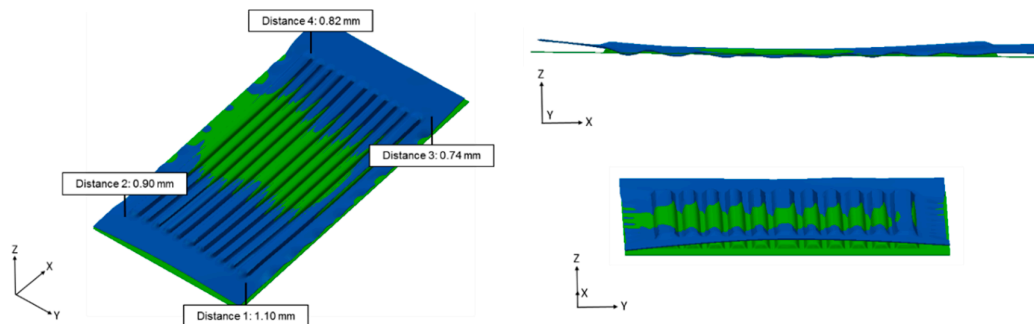 Distance 4: 0.82 mm
Distance 3: 0.74 mm
Distance 2: 0.90 mm
Distance 1: 1.10 mm
Z
X
Y
Z
Y
X
Z
X
Y